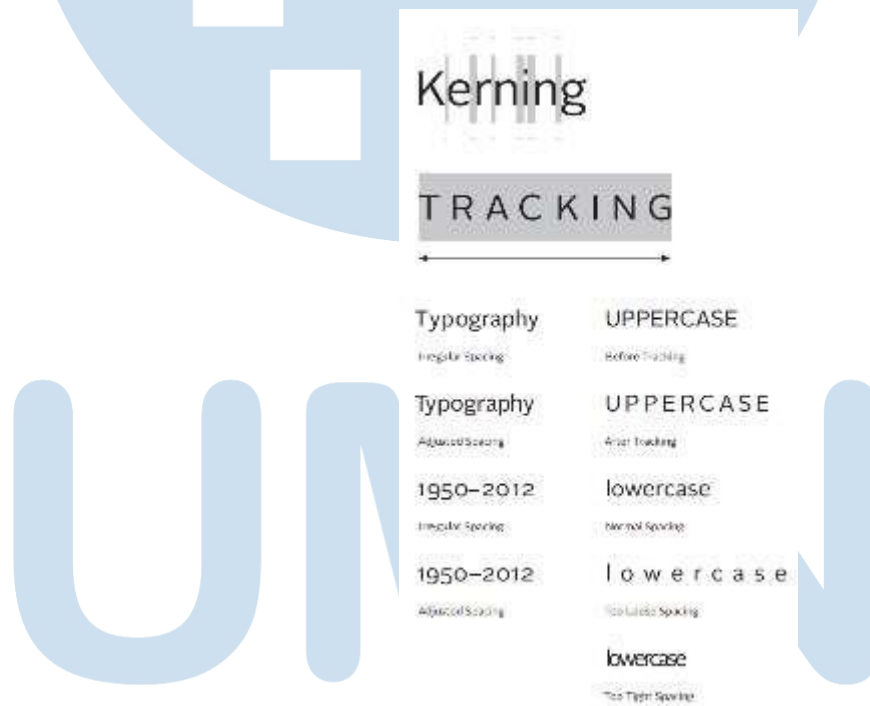 Kerning
TRACKING
Typography
Irregular Spacing
Typography
Adjusted Spacing
1950–2012
Irregular Spacing
1950–2012
Adjusted Spacing
UPPERCASE
Before Tracking
UPPERCASE
After Tracking
lowercase
Normal Spacing
lowercase
Too Loose Spacing
lowercase
Too Tight Spacing